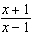 x + 1
x − 1